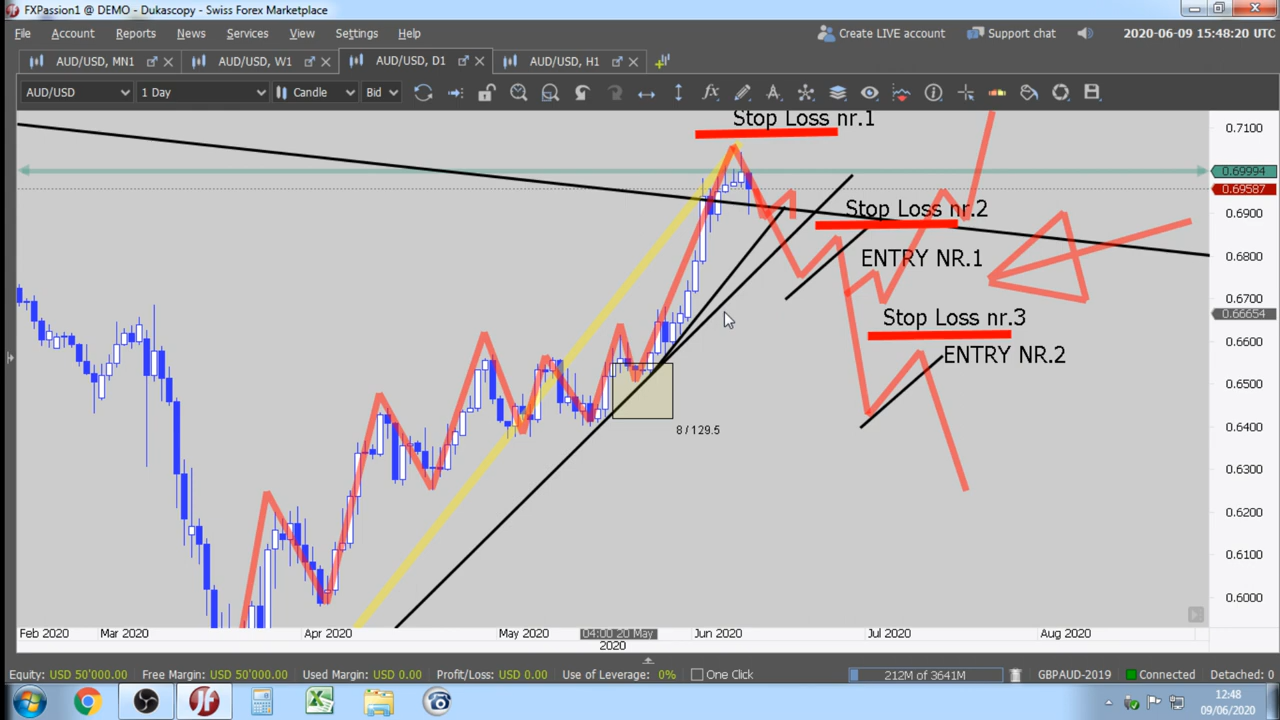 FXPassion1 @ DEMO - Dukascopy - Swiss Forex Marketplace
File Account Reports News Services View Settings Help Create LIVE account Support chat 2020-06-09 15:48:20 UTC
AUD/USD, MN1 AUD/USD, W1 AUD/USD, D1 AUD/USD, H1
AUD/USD 1 Day Candle Bid
Stop Loss nr.1
0.7100
0.69994
0.69587
Stop Loss nr.2
0.6900
ENTRY NR.1
0.6800
0.6700
Stop Loss nr.3
0.66654
0.6600
ENTRY NR.2
0.6500
8 / 129.5
0.6400
0.6300
0.6200
0.6100
0.6000
Feb 2020 Mar 2020 Apr 2020 May 2020 04:00 20 May Jun 2020 Jul 2020 Aug 2020
2020
Equity: USD 50'000.00 Free Margin: USD 50'000.00 Used Margin: USD 0.00 Profit/Loss: USD 0.00 Use of Leverage: 0% One Click 212M of 3641M GBPAUD-2019 Connected Detached: 0
12:48
09/06/2020